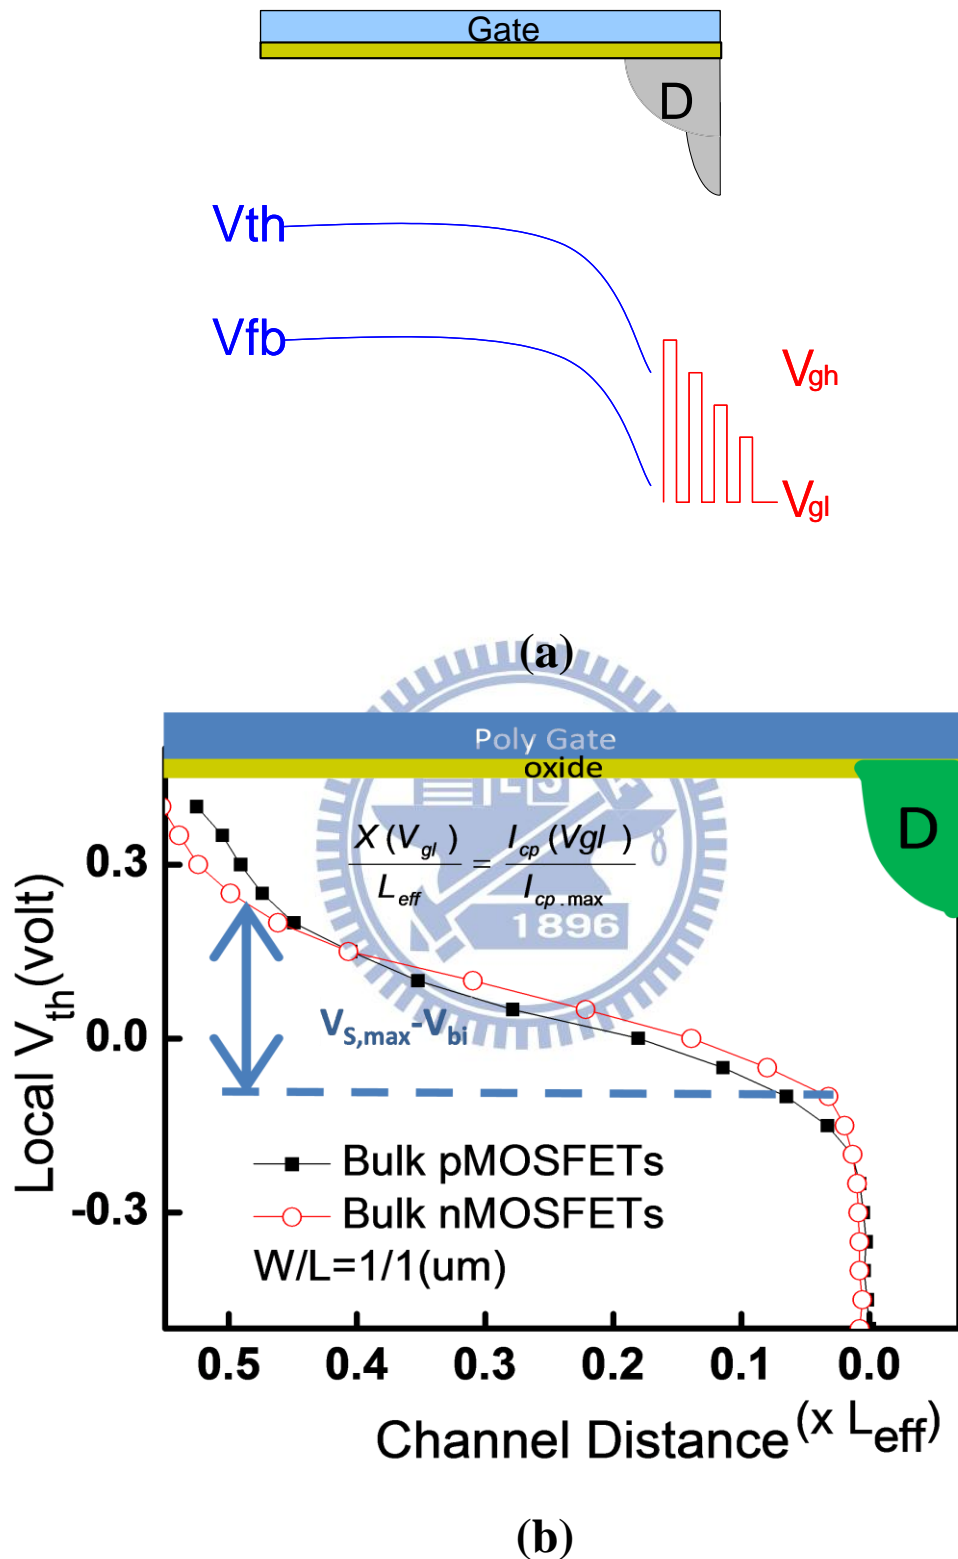 Gate
D
Vth
Vfb
Vgh
Vgl
(a)
Poly Gate
oxide
D
X(Vgl) / Leff = Icp(Vgl) / Icp.max
1896
0.3
0.0
-0.3
Local Vth(volt)
VS,max-Vbi
Bulk pMOSFETs
Bulk nMOSFETs
W/L=1/1(um)
0.5 0.4 0.3 0.2 0.1 0.0
Channel Distance (x Leff)
(b)